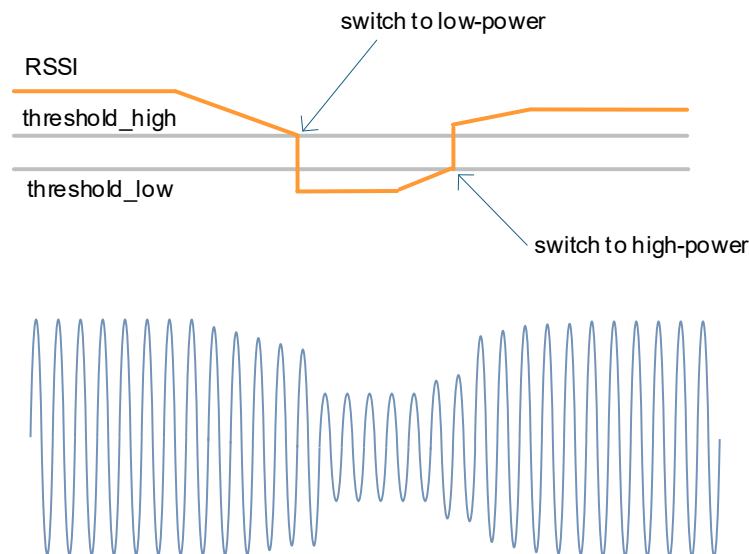 switch to low-power
RSSI
threshold_high
threshold_low
switch to high-power